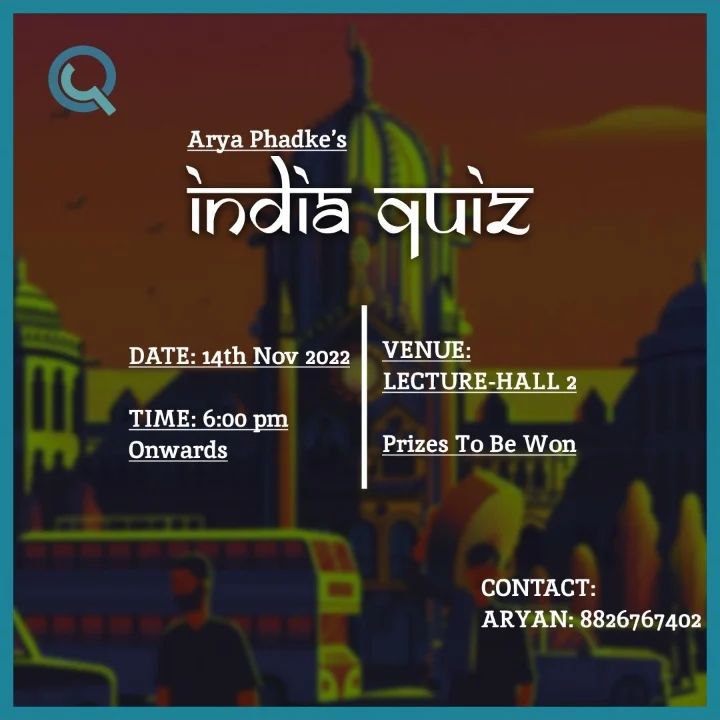 Arya Phadke's
india quiz
DATE: 14th Nov 2022
TIME: 6:00 pm
Onwards
VENUE:
LECTURE-HALL 2
Prizes To Be Won
CONTACT:
ARYAN: 8826767402